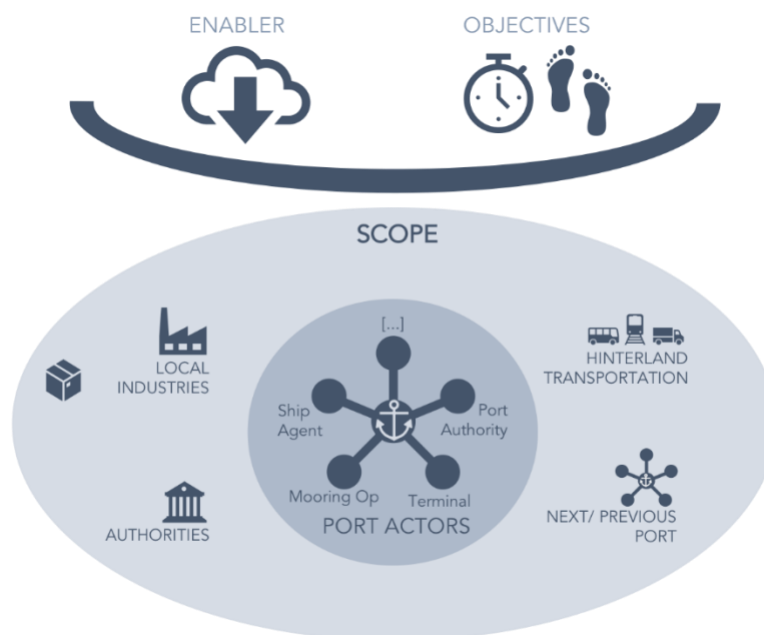 ENABLER
OBJECTIVES
SCOPE
[...]
LOCAL
INDUSTRIES
HINTERLAND
TRANSPORTATION
Ship
Agent
Port
Authority
Mooring Op
Terminal
PORT ACTORS
AUTHORITIES
NEXT/ PREVIOUS
PORT